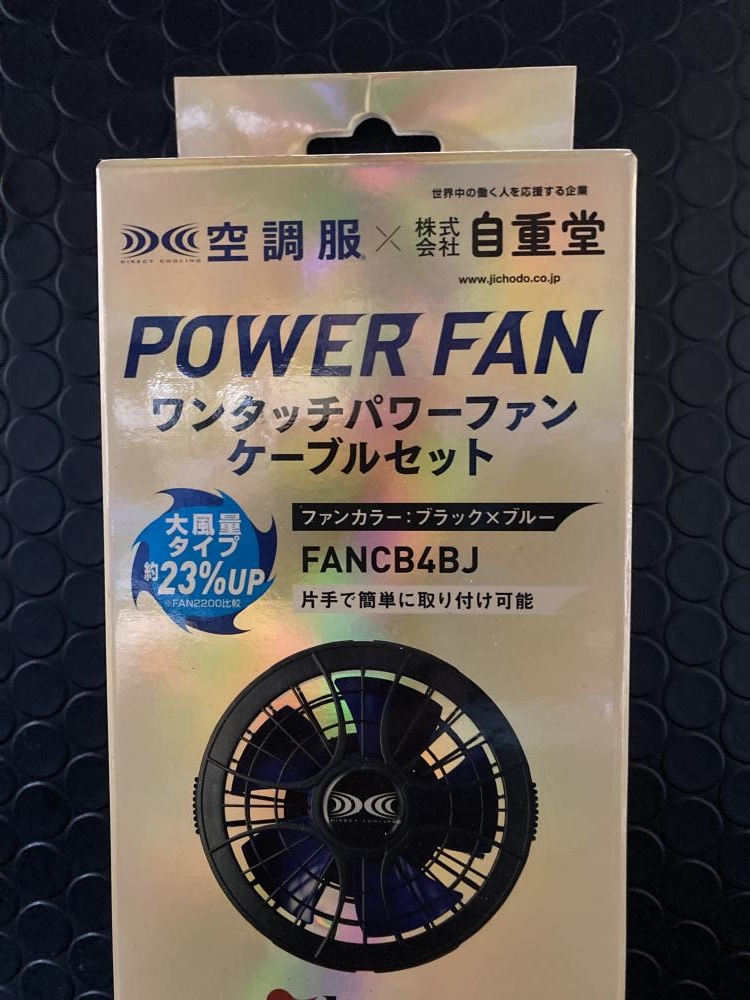 世界中の働く人を応援する企業
DIRECT COOLING
空調服® × 株式会社 自重堂
www.jichodo.co.jp
POWER FAN
ワンタッチパワーファン
ケーブルセット
大風量
タイプ
約23%UP
※FAN2200比較
ファンカラー：ブラック×ブルー
FANCB4BJ
片手で簡単に取り付け可能
DIRECT COOLING